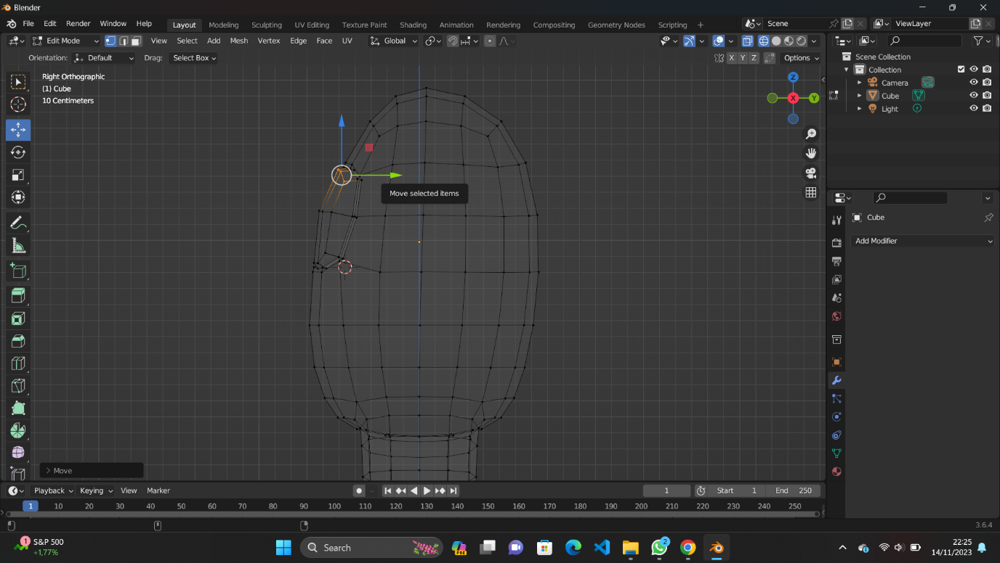 Blender
File Edit Render Window Help Layout Modeling Sculpting UV Editing Texture Paint Shading Animation Rendering Compositing Geometry Nodes Scripting + Scene ViewLayer
Edit Mode View Select Add Mesh Vertex Edge Face UV Global
Orientation: Default Drag: Select Box X Y Z Options
Right Orthographic
(1) Cube
10 Centimeters
Z
X
Y
Move selected items
Move
Scene Collection
Collection
Camera
Cube
Light
Cube
Add Modifier
Playback Keying View Marker 1 Start 1 End 250
1 10 20 30 40 50 60 70 80 90 100 110 120 130 140 150 160 170 180 190 200 210 220 230 240 250
3.6.4
1 S&P 500
+1,77%
Search
PRE
2
22:25
14/11/2023